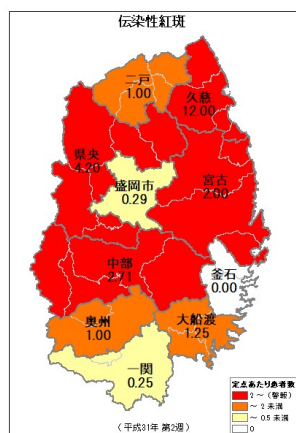 伝染性紅斑
二戸
1.00
久慈
12.00
県央
4.20
盛岡市
0.29
宮古
2.00
中部
2.71
釜石
0.00
奥州
1.00
大船渡
1.25
一関
0.25
定点あたり患者数
2～(警報)
～2未満
～0.5未満
0
(平成31年 第2週)